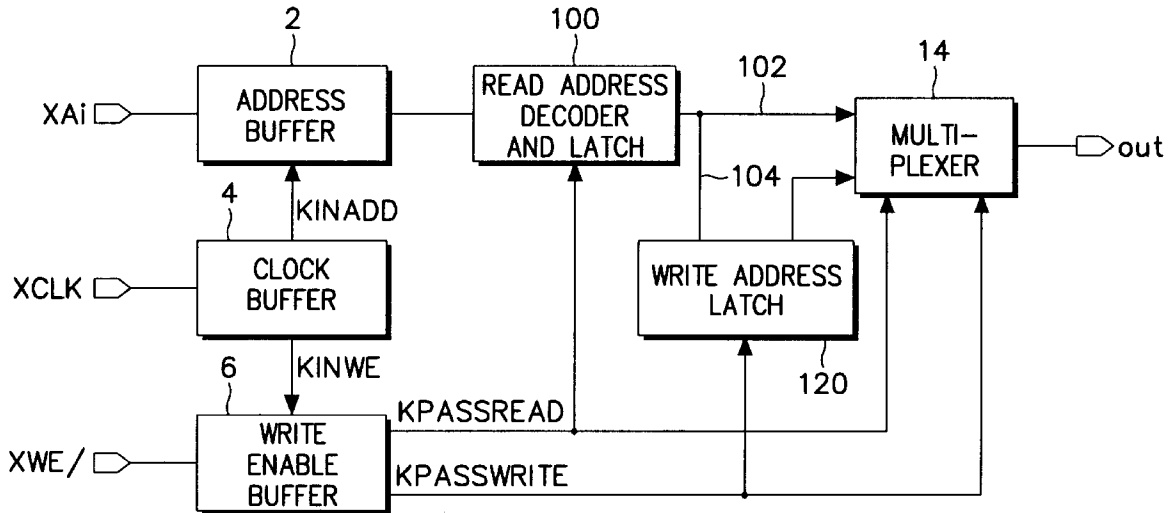 2
100
14
XAi
ADDRESS
BUFFER
READ ADDRESS
DECODER
AND LATCH
102
MULTI-
PLEXER
out
104
4
KINADD
XCLK
CLOCK
BUFFER
WRITE ADDRESS
LATCH
120
6
KINWE
KPASSREAD
XWE/
WRITE
ENABLE
BUFFER
KPASSWRITE